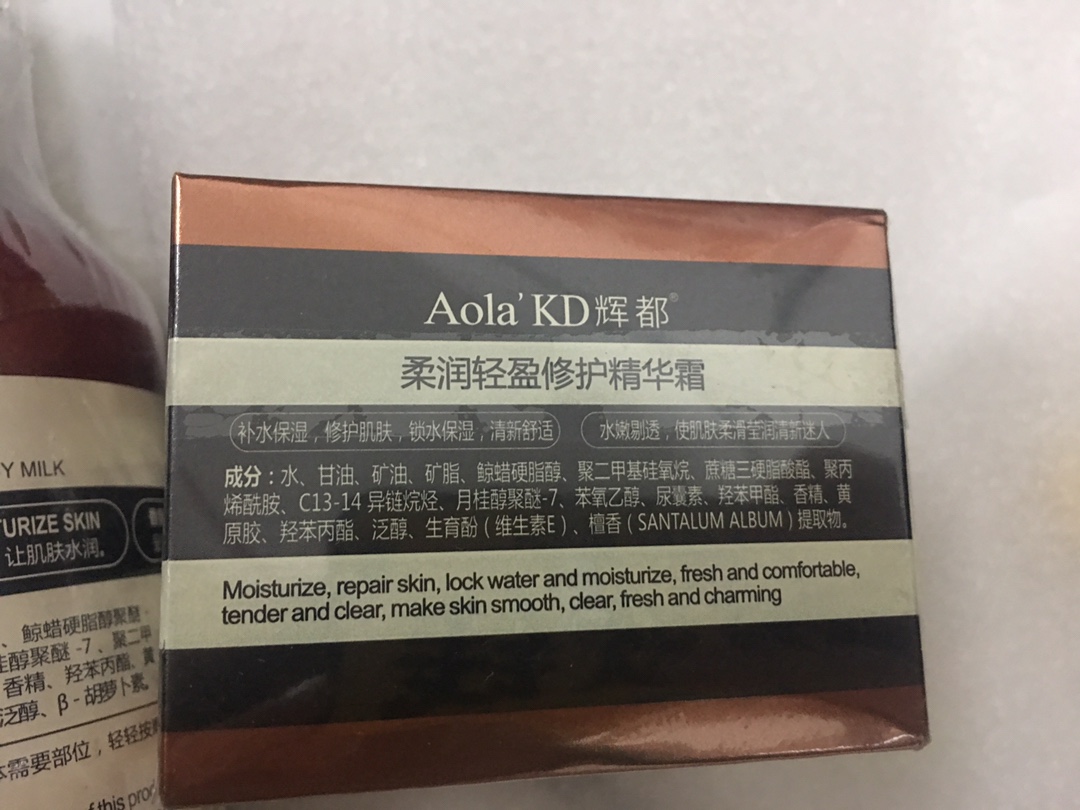 Aola' KD 辉都®
柔润轻盈修护精华霜
补水保湿，修护肌肤，锁水保湿，清新舒适
水嫩剔透，使肌肤柔滑莹润清新迷人
成分：水、甘油、矿油、矿脂、鲸蜡硬脂醇、聚二甲基硅氧烷、蔗糖三硬脂酸酯、聚丙
烯酰胺、C13-14 异链烷烃、月桂醇聚醚-7、苯氧乙醇、尿囊素、羟苯甲酯、香精、黄
原胶、羟苯丙酯、泛醇、生育酚（维生素E）、檀香（SANTALUM ALBUM）提取物。
Moisturize, repair skin, lock water and moisturize, fresh and comfortable,
tender and clear, make skin smooth, clear, fresh and charming
Y MILK
TURIZE SKIN
让肌肤水润。
、鲸蜡硬脂醇聚醚-
桂醇聚醚 -7 、聚二甲
香精、羟苯丙酯、黄
泛醇、β - 胡萝卜素。
需要部位，轻轻按
of this prod